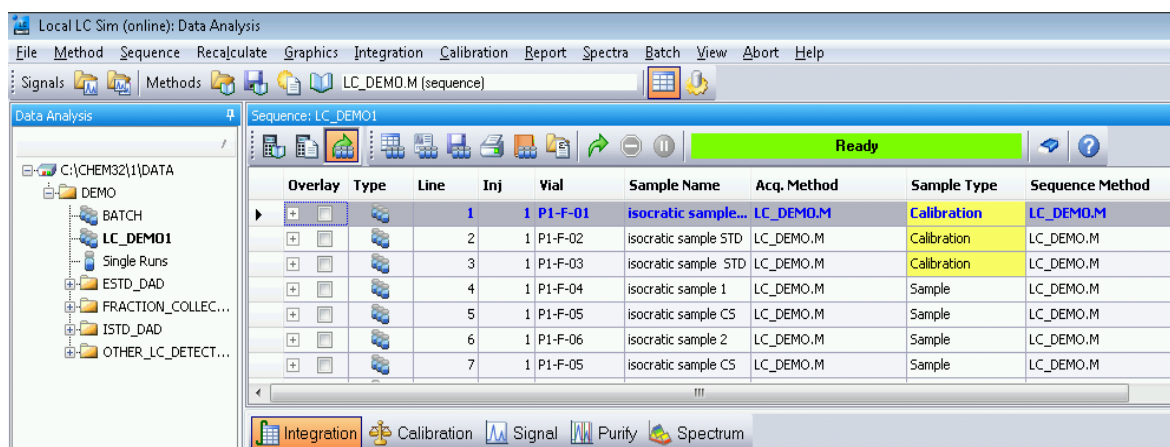 Local LC Sim (online): Data Analysis
File Method Sequence Recalculate Graphics Integration Calibration Report Spectra Batch View Abort Help
Signals Methods LC_DEMO.M (sequence)
Data Analysis
Sequence: LC_DEMO1
Ready
C:\CHEM32\1\DATA
DEMO
BATCH
LC_DEMO1
Single Runs
ESTD_DAD
FRACTION_COLLEC...
ISTD_DAD
OTHER_LC_DETECT...
Overlay Type Line Inj Vial Sample Name Acq. Method Sample Type Sequence Method
1 1 P1-F-01 isocratic sample... LC_DEMO.M Calibration LC_DEMO.M
2 1 P1-F-02 isocratic sample STD LC_DEMO.M Calibration LC_DEMO.M
3 1 P1-F-03 isocratic sample STD LC_DEMO.M Calibration LC_DEMO.M
4 1 P1-F-04 isocratic sample 1 LC_DEMO.M Sample LC_DEMO.M
5 1 P1-F-05 isocratic sample CS LC_DEMO.M Sample LC_DEMO.M
6 1 P1-F-06 isocratic sample 2 LC_DEMO.M Sample LC_DEMO.M
7 1 P1-F-05 isocratic sample CS LC_DEMO.M Sample LC_DEMO.M
Integration Calibration Signal Purify Spectrum